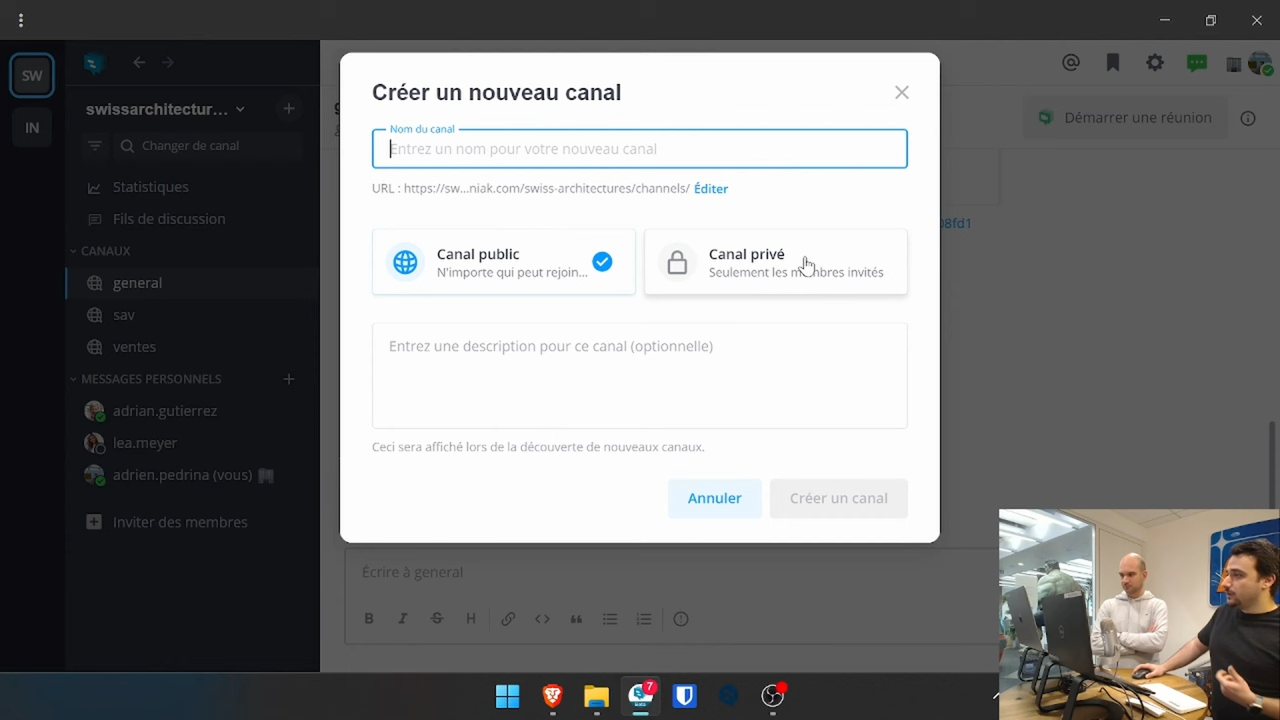 SW
IN
swissarchitectur...
Changer de canal
Statistiques
Fils de discussion
CANAUX
general
sav
ventes
MESSAGES PERSONNELS
adrian.gutierrez
lea.meyer
adrien.pedrina (vous)
Inviter des membres
Créer un nouveau canal
Nom du canal
Entrez un nom pour votre nouveau canal
URL : https://sw...niak.com/swiss-architectures/channels/ Éditer
Canal public
N'importe qui peut rejoin...
Canal privé
Seulement les membres invités
Entrez une description pour ce canal (optionnelle)
Ceci sera affiché lors de la découverte de nouveaux canaux.
Annuler
Créer un canal
Démarrer une réunion
8fd1
Écrire à general
B I S H
7